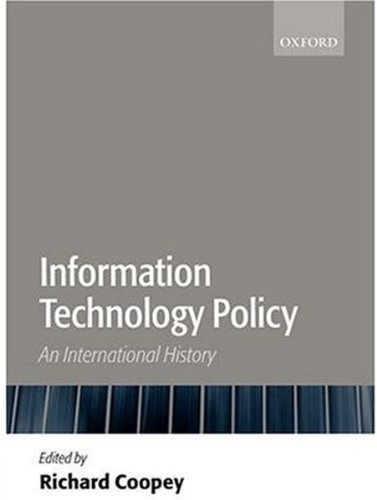 OXFORD
Information
Technology Policy
An International History
Edited by
Richard Coopey